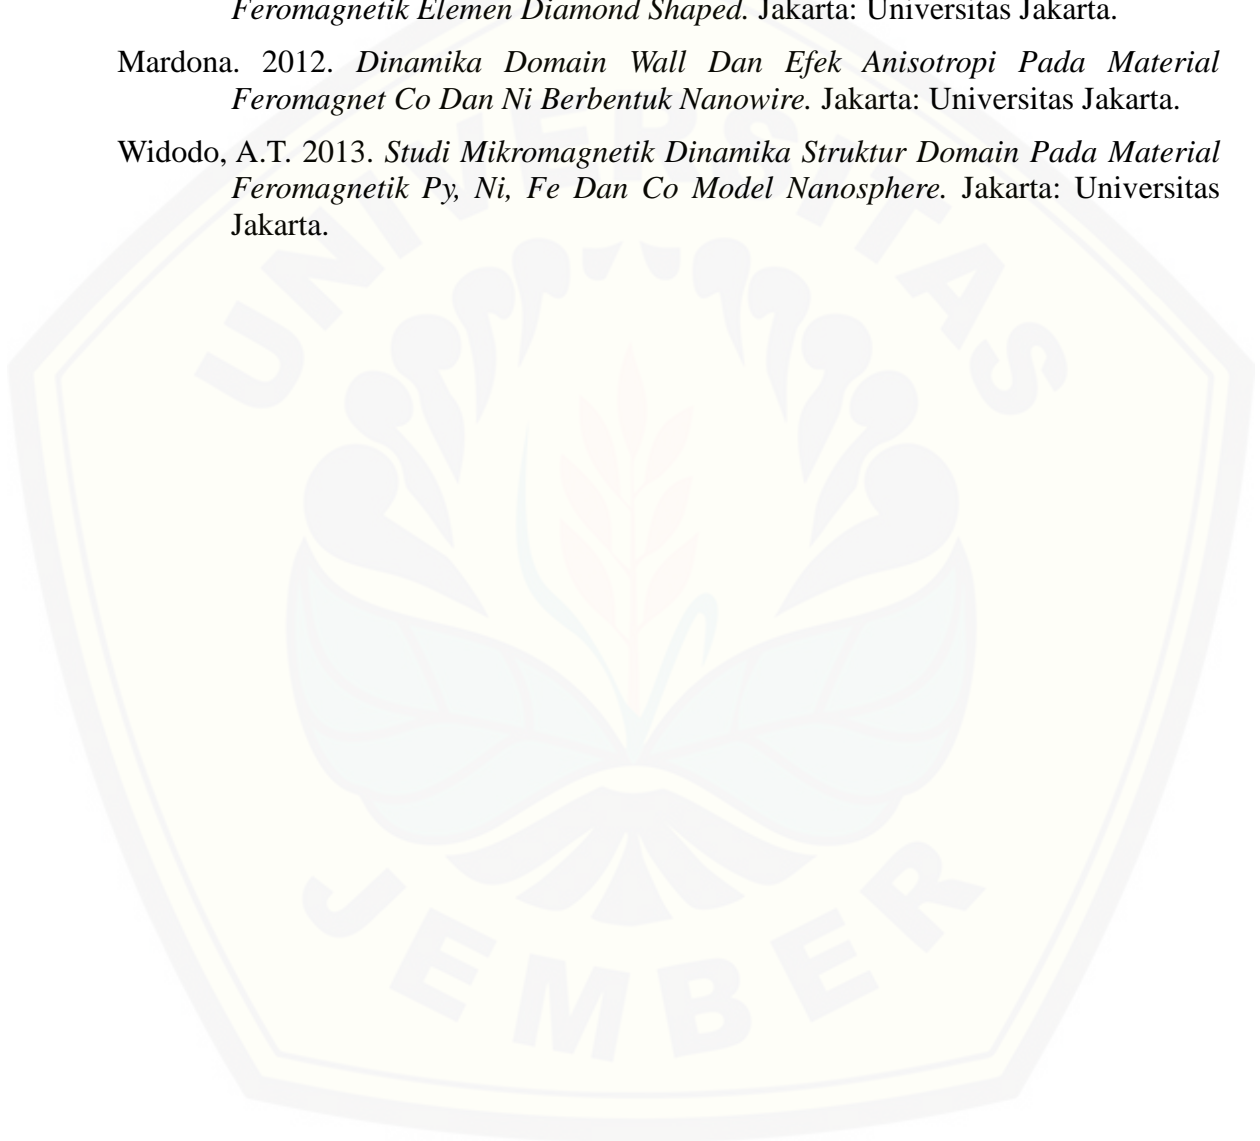 Feromagnetik Elemen Diamond Shaped. Jakarta: Universitas Jakarta.
Mardona. 2012. Dinamika Domain Wall Dan Efek Anisotropi Pada Material
Feromagnet Co Dan Ni Berbentuk Nanowire. Jakarta: Universitas Jakarta.
Widodo, A.T. 2013. Studi Mikromagnetik Dinamika Struktur Domain Pada Material
Feromagnetik Py, Ni, Fe Dan Co Model Nanosphere. Jakarta: Universitas
Jakarta.
UNIVERSITAS
JEMBER